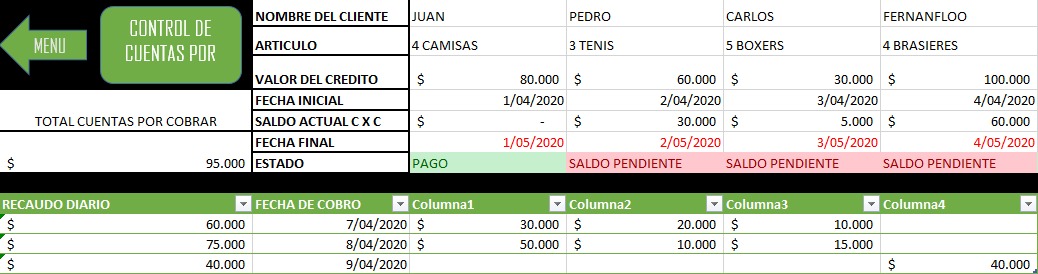 MENU
CONTROL DE
CUENTAS POR
NOMBRE DEL CLIENTE JUAN PEDRO CARLOS FERNANFLOO
ARTICULO 4 CAMISAS 3 TENIS 5 BOXERS 4 BRASIERES
VALOR DEL CREDITO $ 80.000 $ 60.000 $ 30.000 $ 100.000
FECHA INICIAL 1/04/2020 2/04/2020 3/04/2020 4/04/2020
TOTAL CUENTAS POR COBRAR SALDO ACTUAL C X C $ - $ 30.000 $ 5.000 $ 60.000
FECHA FINAL 1/05/2020 2/05/2020 3/05/2020 4/05/2020
$ 95.000 ESTADO PAGO SALDO PENDIENTE SALDO PENDIENTE SALDO PENDIENTE
RECAUDO DIARIO FECHA DE COBRO Columna1 Columna2 Columna3 Columna4
$ 60.000 7/04/2020 $ 30.000 $ 20.000 $ 10.000
$ 75.000 8/04/2020 $ 50.000 $ 10.000 $ 15.000
$ 40.000 9/04/2020 $ 40.000